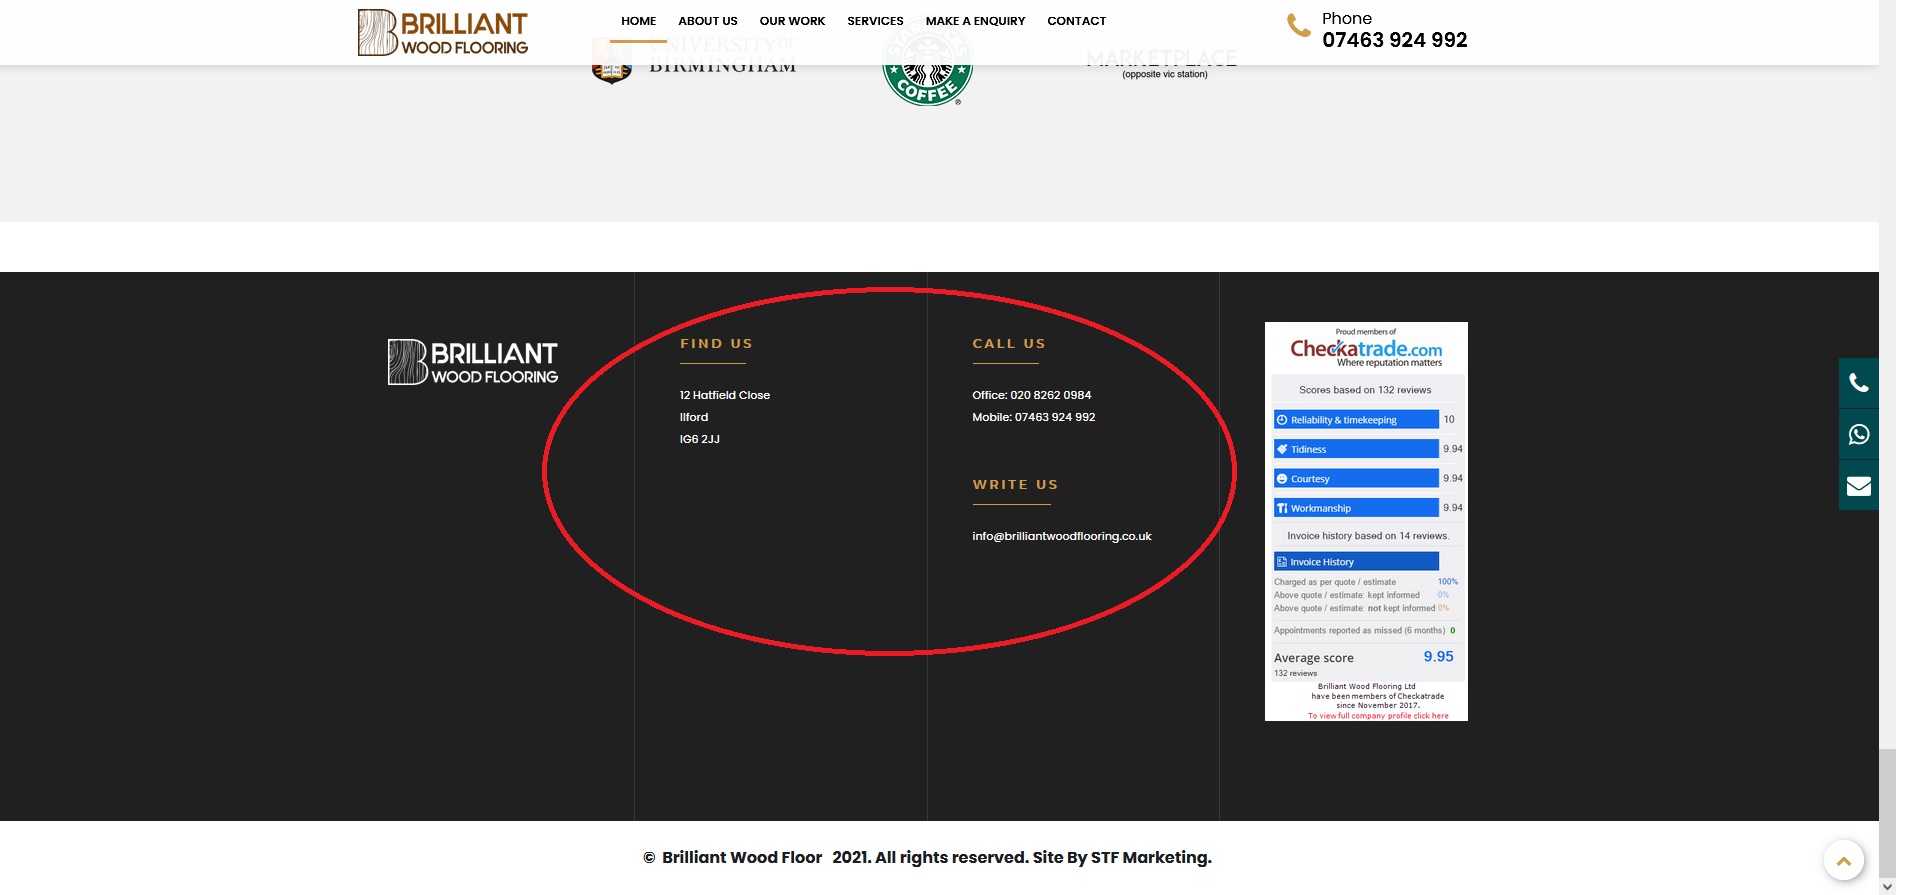 BRILLIANT
WOOD FLOORING
HOME ABOUT US OUR WORK SERVICES MAKE A ENQUIRY CONTACT
Phone
07463 924 992
UNIVERSITY OF
BIRMINGHAM
STARBUCKS
COFFEE
®
MARKETPLACE
(opposite vic station)
BRILLIANT
WOOD FLOORING
FIND US
12 Hatfield Close
Ilford
IG6 2JJ
CALL US
Office: 020 8262 0984
Mobile: 07463 924 992
WRITE US
info@brilliantwoodflooring.co.uk
Proud members of
Checkatrade.com
Where reputation matters
Scores based on 132 reviews
Reliability & timekeeping 10
Tidiness 9.94
Courtesy 9.94
Workmanship 9.94
Invoice history based on 14 reviews.
Invoice History
Charged as per quote / estimate 100%
Above quote / estimate: kept informed 0%
Above quote / estimate: not kept informed 0%
Appointments reported as missed (6 months) 0
Average score 9.95
132 reviews
Brilliant Wood Flooring Ltd
have been members of Checkatrade
since November 2017.
To view full company profile click here
© Brilliant Wood Floor 2021. All rights reserved. Site By STF Marketing.